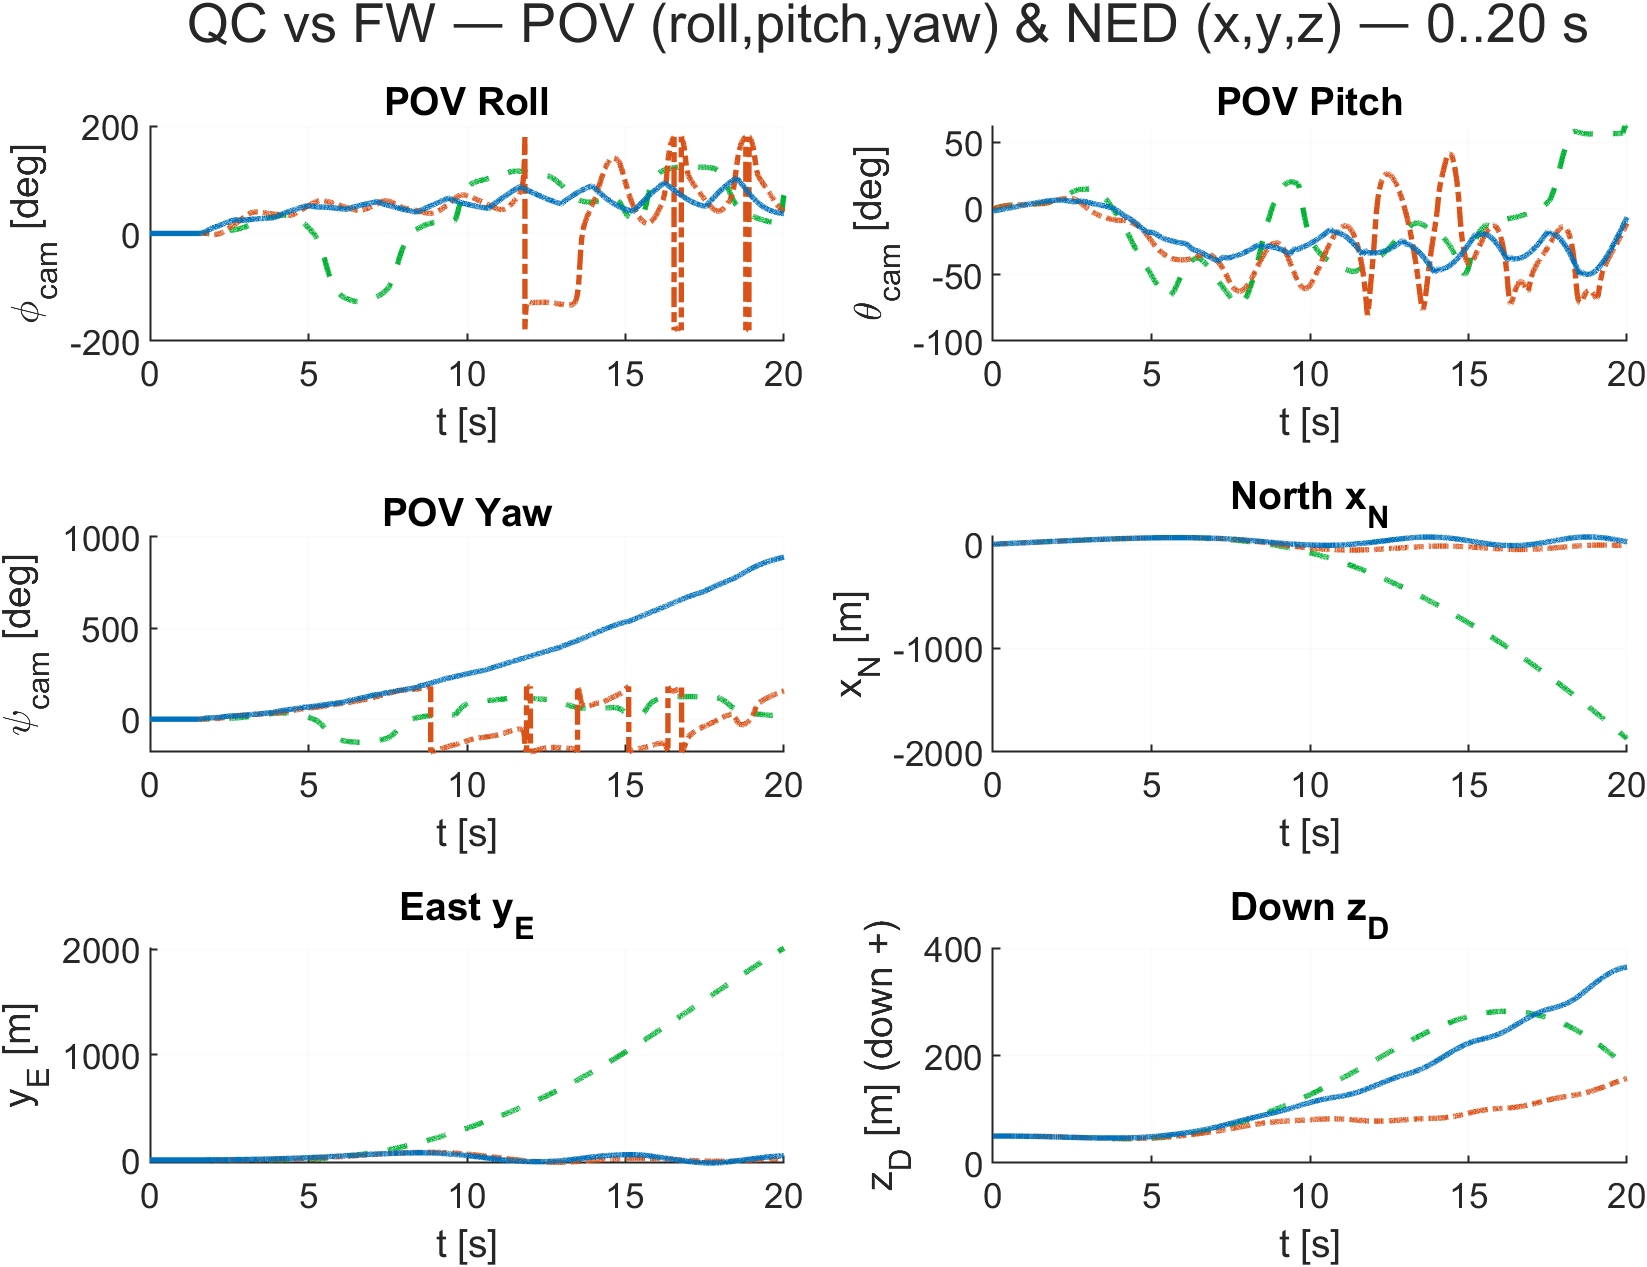 QC vs FW — POV (roll,pitch,yaw) & NED (x,y,z) — 0..20 s
POV Roll
ϕcam [deg]
200
0
-200
0 5 10 15 20
t [s]
POV Pitch
θcam [deg]
50
0
-50
-100
0 5 10 15 20
t [s]
POV Yaw
ψcam [deg]
1000
500
0
0 5 10 15 20
t [s]
North xN
xN [m]
0
-1000
-2000
0 5 10 15 20
t [s]
East yE
yE [m]
2000
1000
0
0 5 10 15 20
t [s]
Down zD
zD [m] (down +)
400
200
0
0 5 10 15 20
t [s]